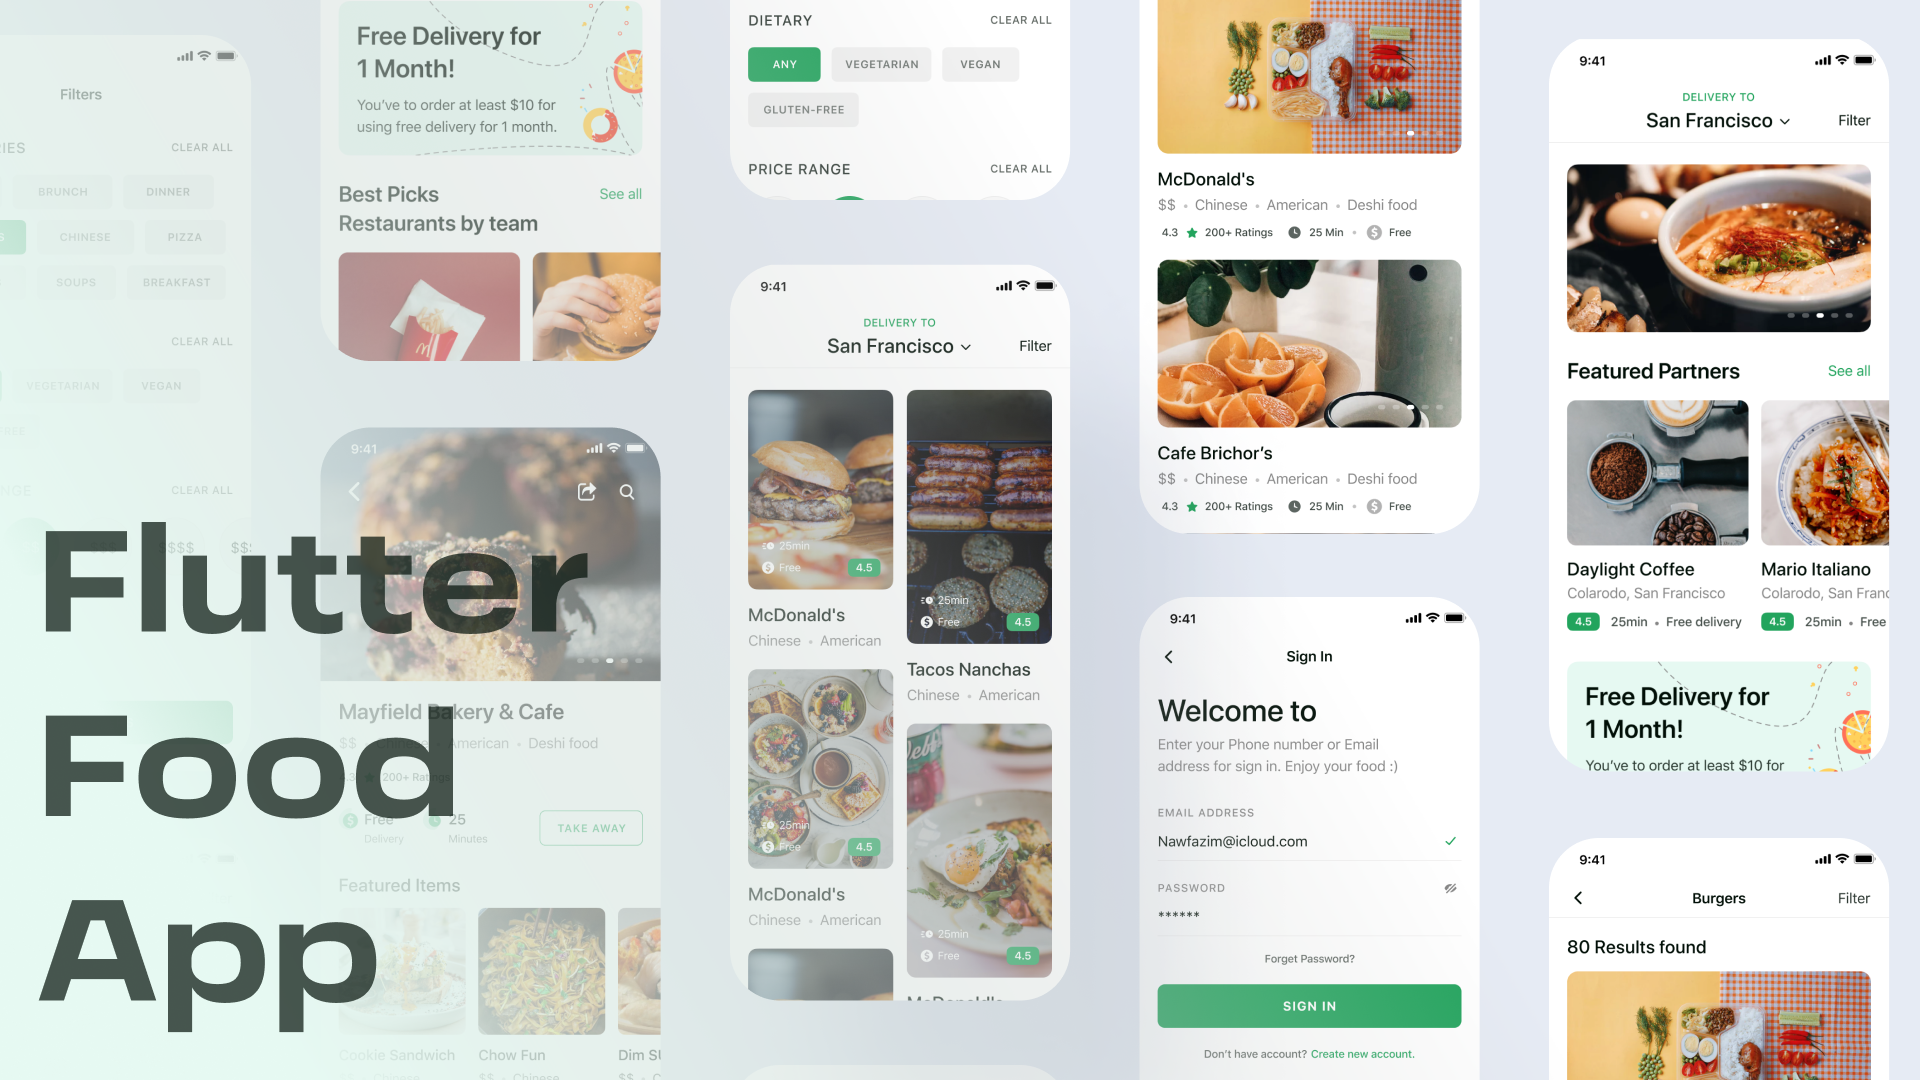 Filters
RIES
CLEAR ALL
BRUNCH
DINNER
S
CHINESE
PIZZA
SOUPS
BREAKFAST
CLEAR ALL
VEGETARIAN
VEGAN
FREE
NGE
CLEAR ALL
$$$
$$$$
$$
Flutter
Food
App
Free Delivery for
1 Month!
You've to order at least $10 for
using free delivery for 1 month.
Best Picks
See all
Restaurants by team
9:41
Mayfield Bakery & Cafe
$$ • Chinese • American • Deshi food
4.3 200+ Ratings
Free
Delivery
25
Minutes
TAKE AWAY
Featured Items
Cookie Sandwich
Chow Fun
Dim SU
Chinese
$$ • Chinese
$$ • C
DIETARY
CLEAR ALL
ANY
VEGETARIAN
VEGAN
GLUTEN-FREE
PRICE RANGE
CLEAR ALL
9:41
DELIVERY TO
San Francisco
Filter
25min
Free
4.5
McDonald's
Chinese • American
25min
Free
4.5
Tacos Nanchas
Chinese • American
25min
Free
4.5
McDonald's
Chinese • American
25min
Free
4.5
McDonald's
McDonald's
$$ • Chinese • American • Deshi food
4.3 200+ Ratings 25 Min • Free
Cafe Brichor’s
$$ • Chinese • American • Deshi food
4.3 200+ Ratings 25 Min • Free
9:41
Sign In
Welcome to
Enter your Phone number or Email
address for sign in. Enjoy your food :)
EMAIL ADDRESS
Nawfazim@icloud.com
PASSWORD
******
Forget Password?
SIGN IN
Don't have account? Create new account.
9:41
DELIVERY TO
San Francisco
Filter
Featured Partners
See all
Daylight Coffee
Colarodo, San Francisco
4.5 25min • Free delivery
Mario Italiano
Colarodo, San Franc
4.5 25min • Free
Free Delivery for
1 Month!
You've to order at least $10 for
9:41
Burgers
Filter
80 Results found